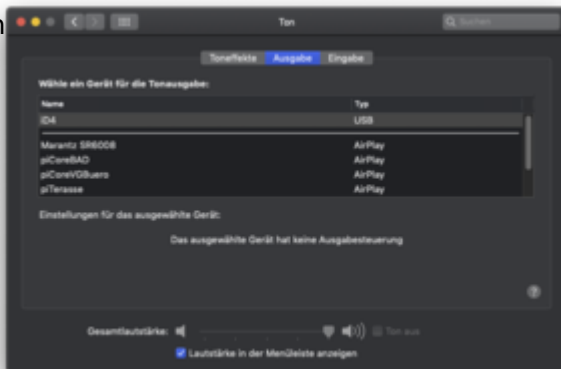 n
Ton
Suchen
Toneffekte Ausgabe Eingabe
Wähle ein Gerät für die Tonausgabe:
Name Typ
iD4 USB
Marantz SR6008 AirPlay
piCoreBAD AirPlay
piCoreVGBuero AirPlay
piTerasse AirPlay
Einstellungen für das ausgewählte Gerät:
Das ausgewählte Gerät hat keine Ausgabesteuerung
?
Gesamtlautstärke: Ton aus
Lautstärke in der Menüleiste anzeigen